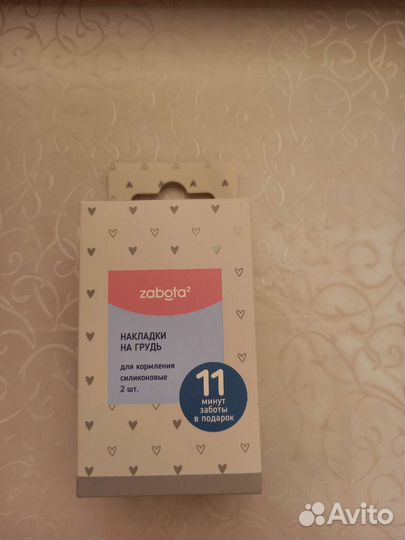 zabota²
НАКЛАДКИ
НА ГРУДЬ
для кормления
силиконовые
2 шт.
11
минут
заботы
в подарок
Avito